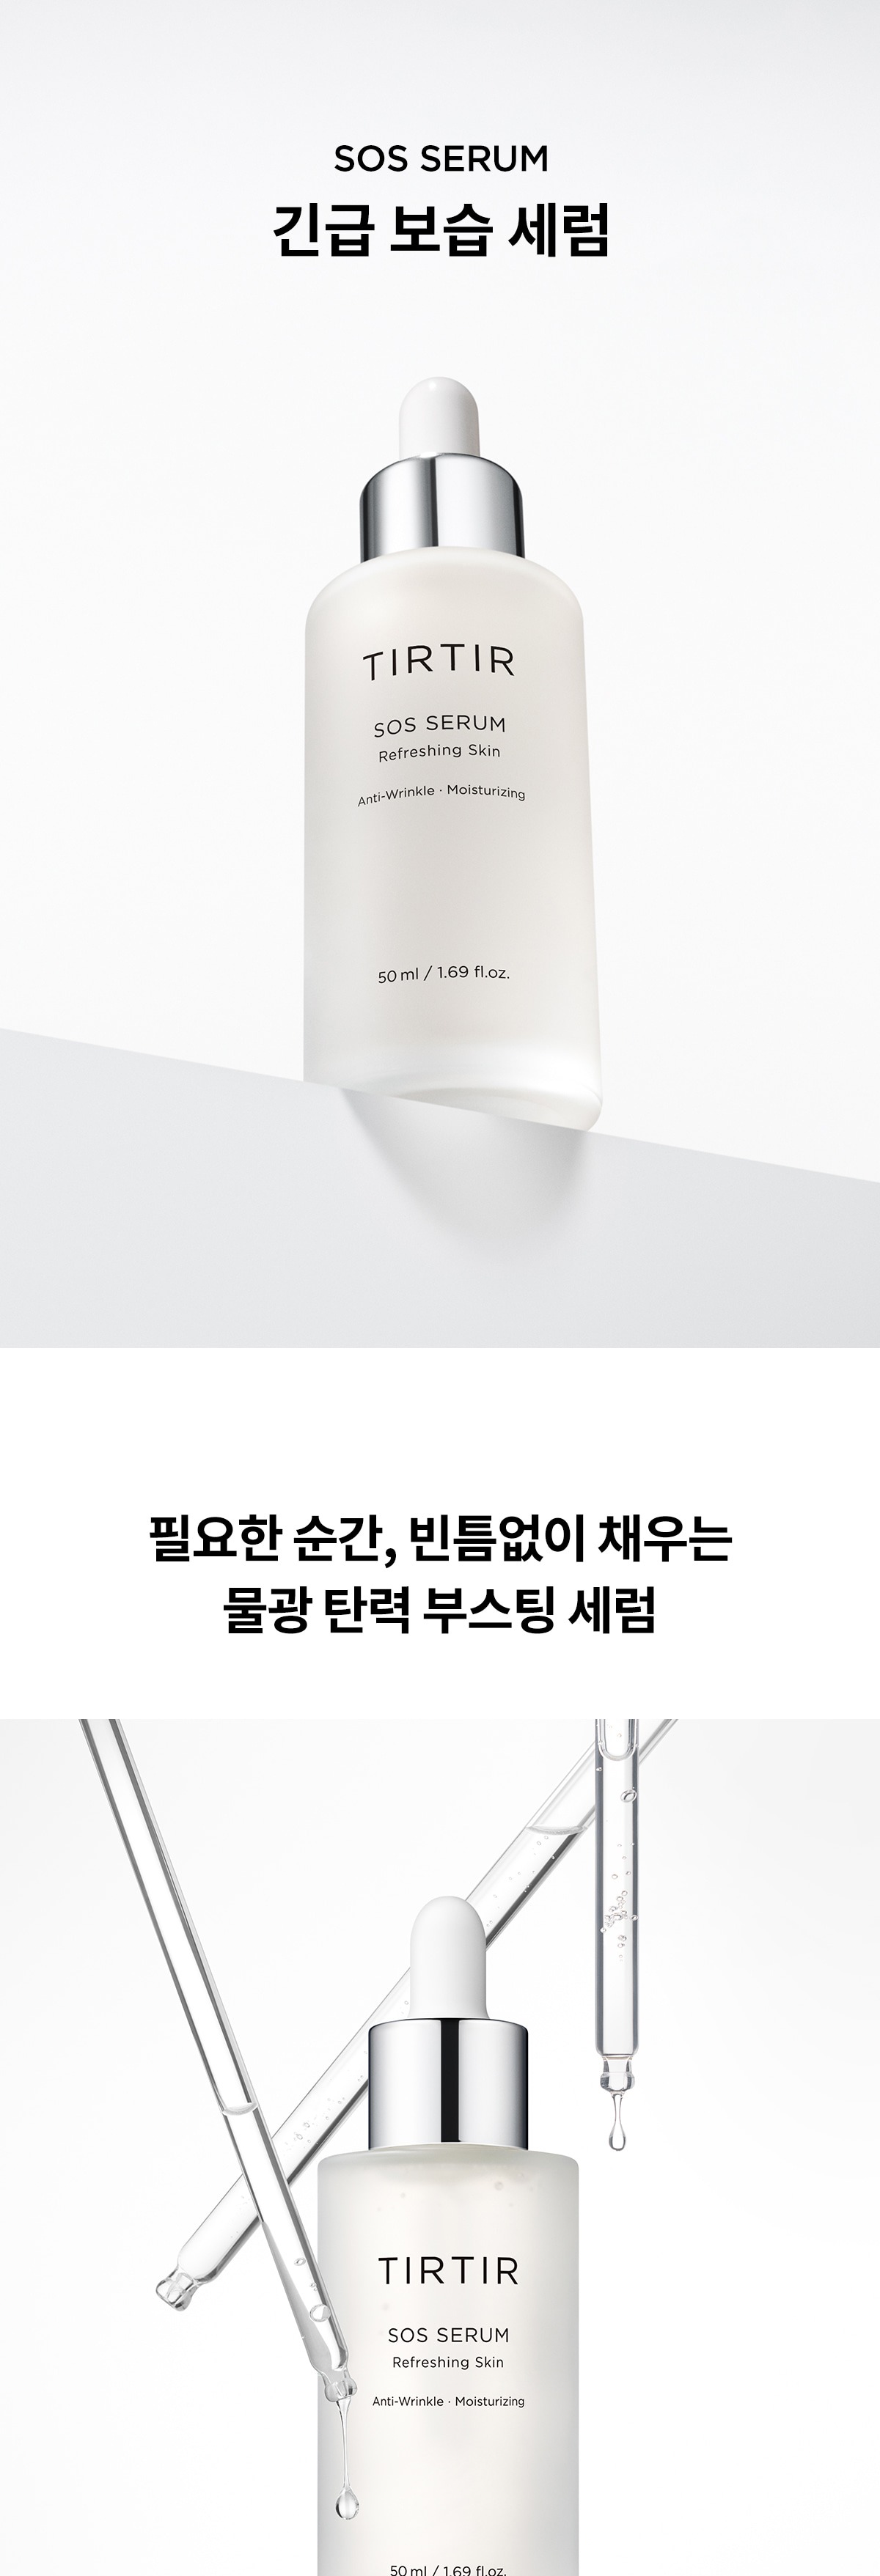 SOS SERUM
긴급 보습 세럼
TIRTIR
SOS SERUM
Refreshing Skin
Anti-Wrinkle · Moisturizing
50 ml / 1.69 fl.oz.
필요한 순간, 빈틈없이 채우는
물광 탄력 부스팅 세럼
TIRTIR
SOS SERUM
Refreshing Skin
Anti-Wrinkle · Moisturizing
50 ml / 1.69 fl.oz.